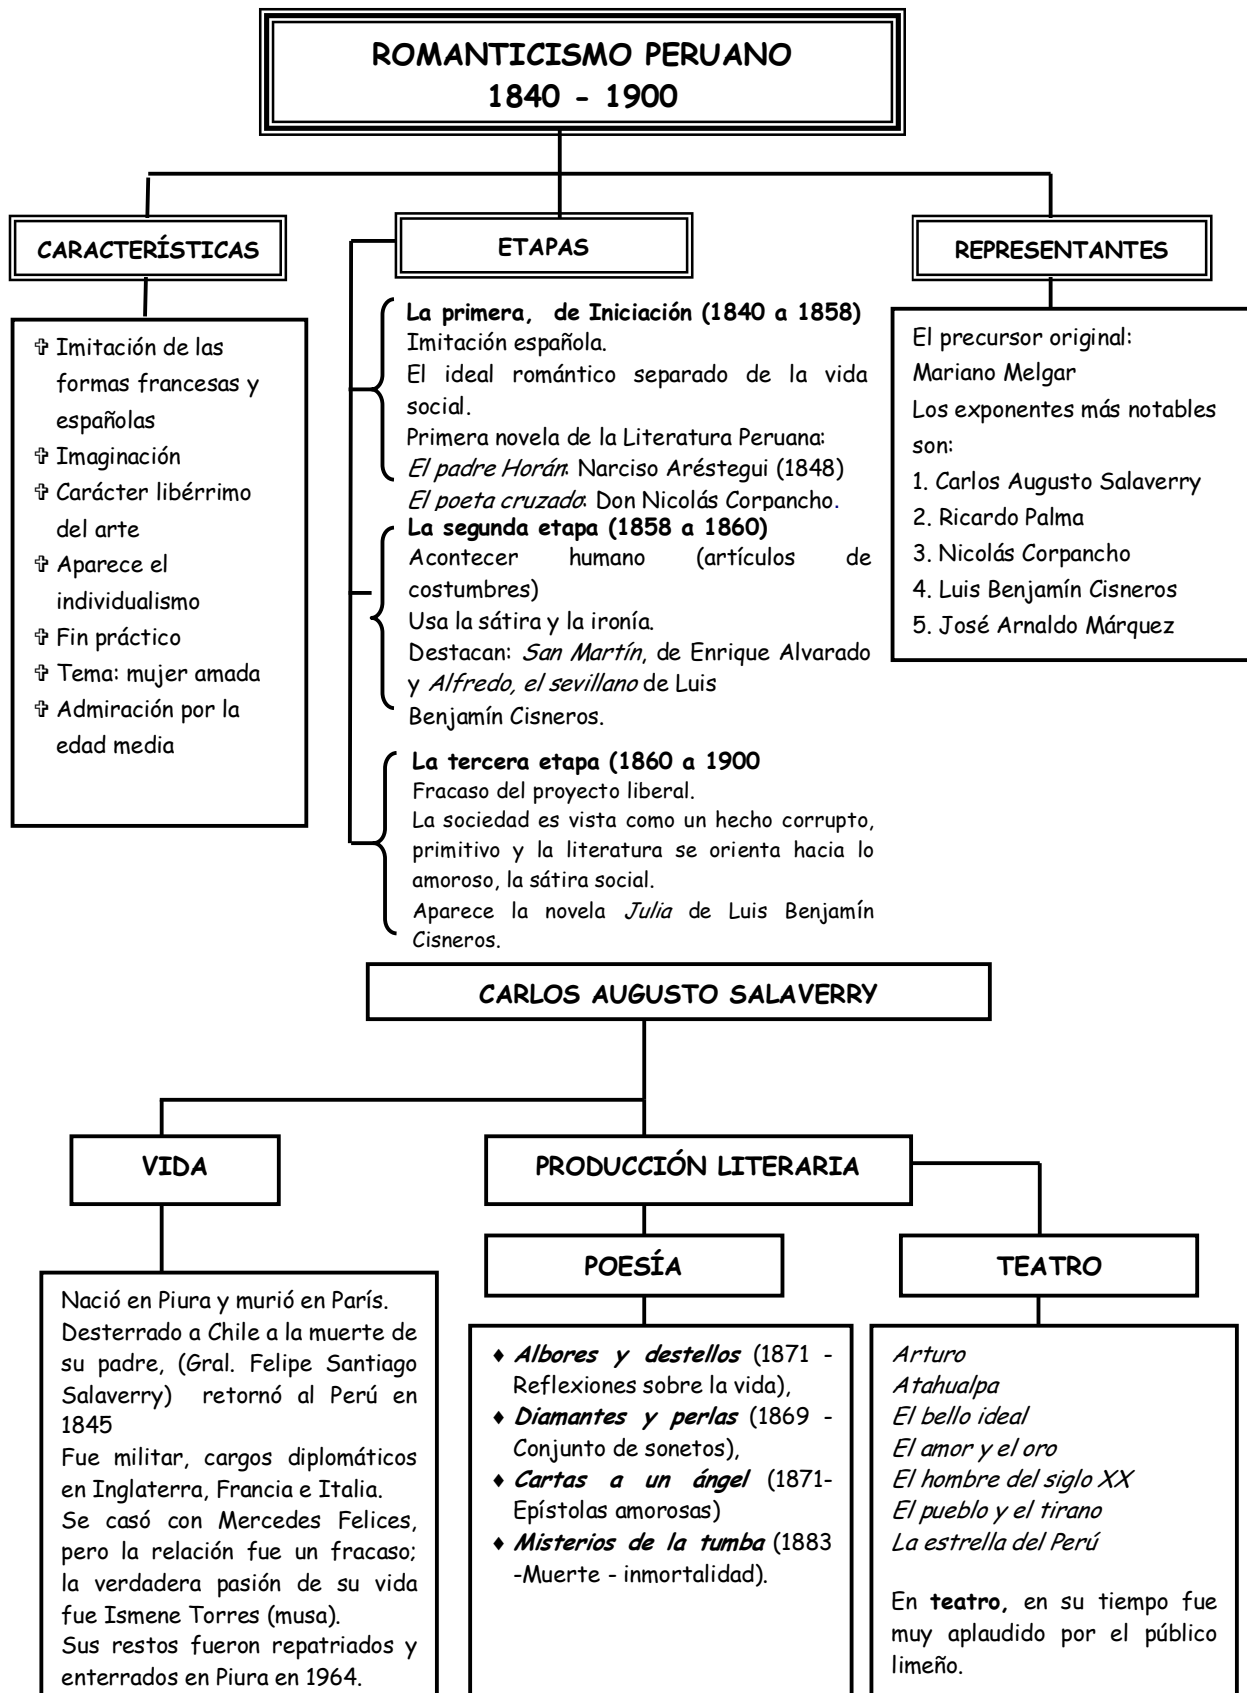 ROMANTICISMO PERUANO
1840 - 1900
CARACTERÍSTICAS
✞ Imitación de las
formas francesas y
españolas
✞ Imaginación
✞ Carácter libérrimo
del arte
✞ Aparece el
individualismo
✞ Fin práctico
✞ Tema: mujer amada
✞ Admiración por la
edad media
ETAPAS
La primera, de Iniciación (1840 a 1858)
Imitación española.
El ideal romántico separado de la vida
social.
Primera novela de la Literatura Peruana:
El padre Horán: Narciso Aréstegui (1848)
El poeta cruzado: Don Nicolás Corpancho.
La segunda etapa (1858 a 1860)
Acontecer humano (artículos de
costumbres)
Usa la sátira y la ironía.
Destacan: San Martín, de Enrique Alvarado
y Alfredo, el sevillano de Luis
Benjamín Cisneros.
La tercera etapa (1860 a 1900
Fracaso del proyecto liberal.
La sociedad es vista como un hecho corrupto,
primitivo y la literatura se orienta hacia lo
amoroso, la sátira social.
Aparece la novela Julia de Luis Benjamín
Cisneros.
REPRESENTANTES
El precursor original:
Mariano Melgar
Los exponentes más notables
son:
1. Carlos Augusto Salaverry
2. Ricardo Palma
3. Nicolás Corpancho
4. Luis Benjamín Cisneros
5. José Arnaldo Márquez
CARLOS AUGUSTO SALAVERRY
VIDA
Nació en Piura y murió en París.
Desterrado a Chile a la muerte de
su padre, (Gral. Felipe Santiago
Salaverry) retornó al Perú en
1845
Fue militar, cargos diplomáticos
en Inglaterra, Francia e Italia.
Se casó con Mercedes Felices,
pero la relación fue un fracaso;
la verdadera pasión de su vida
fue Ismene Torres (musa).
Sus restos fueron repatriados y
enterrados en Piura en 1964.
PRODUCCIÓN LITERARIA
POESÍA
♦ Albores y destellos (1871 -
Reflexiones sobre la vida),
♦ Diamantes y perlas (1869 -
Conjunto de sonetos),
♦ Cartas a un ángel (1871-
Epístolas amorosas)
♦ Misterios de la tumba (1883
-Muerte - inmortalidad).
TEATRO
Arturo
Atahualpa
El bello ideal
El amor y el oro
El hombre del siglo XX
El pueblo y el tirano
La estrella del Perú
En teatro, en su tiempo fue
muy aplaudido por el público
limeño.